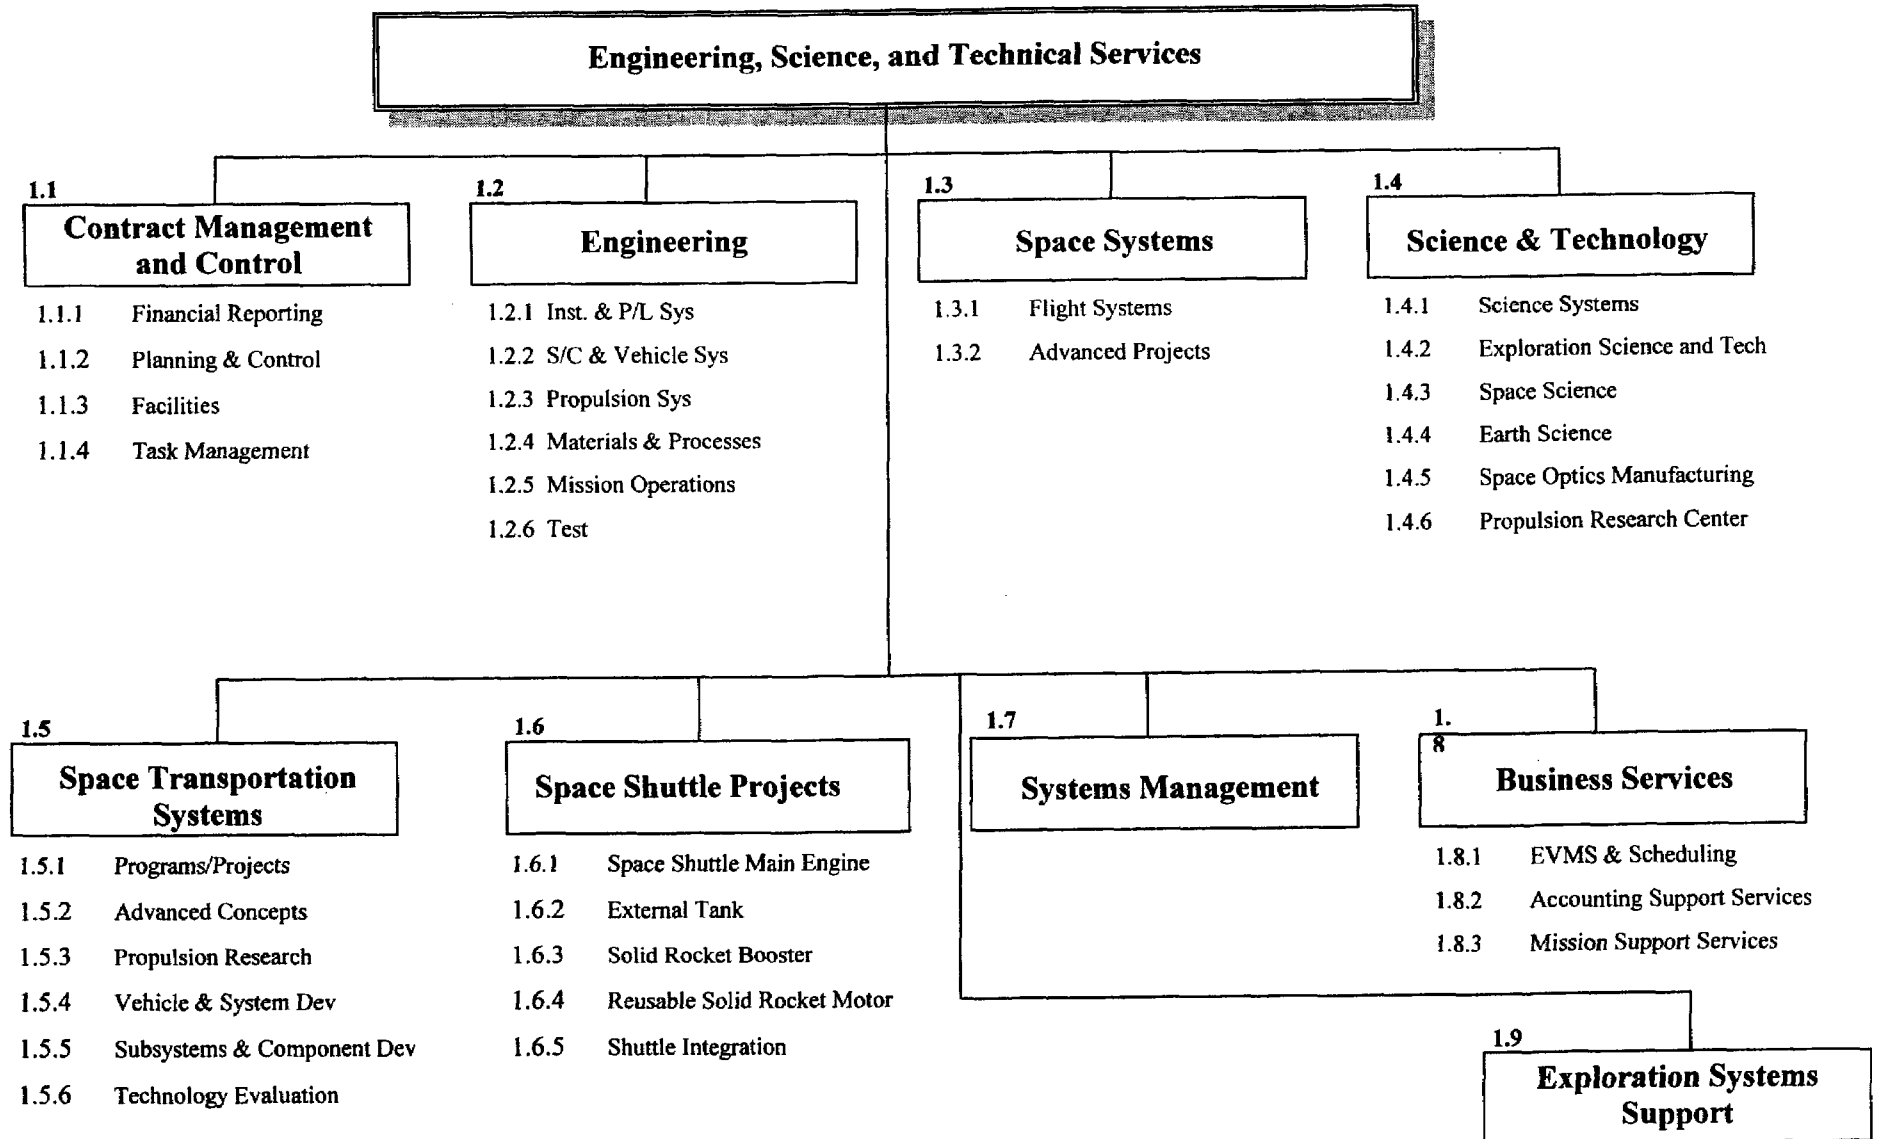 Engineering, Science, and Technical Services
1.1
Contract Management
and Control
1.1.1 Financial Reporting
1.1.2 Planning & Control
1.1.3 Facilities
1.1.4 Task Management
1.2
Engineering
1.2.1 Inst. & P/L Sys
1.2.2 S/C & Vehicle Sys
1.2.3 Propulsion Sys
1.2.4 Materials & Processes
1.2.5 Mission Operations
1.2.6 Test
1.3
Space Systems
1.3.1 Flight Systems
1.3.2 Advanced Projects
1.4
Science & Technology
1.4.1 Science Systems
1.4.2 Exploration Science and Tech
1.4.3 Space Science
1.4.4 Earth Science
1.4.5 Space Optics Manufacturing
1.4.6 Propulsion Research Center
1.5
Space Transportation
Systems
1.5.1 Programs/Projects
1.5.2 Advanced Concepts
1.5.3 Propulsion Research
1.5.4 Vehicle & System Dev
1.5.5 Subsystems & Component Dev
1.5.6 Technology Evaluation
1.6
Space Shuttle Projects
1.6.1 Space Shuttle Main Engine
1.6.2 External Tank
1.6.3 Solid Rocket Booster
1.6.4 Reusable Solid Rocket Motor
1.6.5 Shuttle Integration
1.7
Systems Management
1.
8
Business Services
1.8.1 EVMS & Scheduling
1.8.2 Accounting Support Services
1.8.3 Mission Support Services
1.9
Exploration Systems
Support